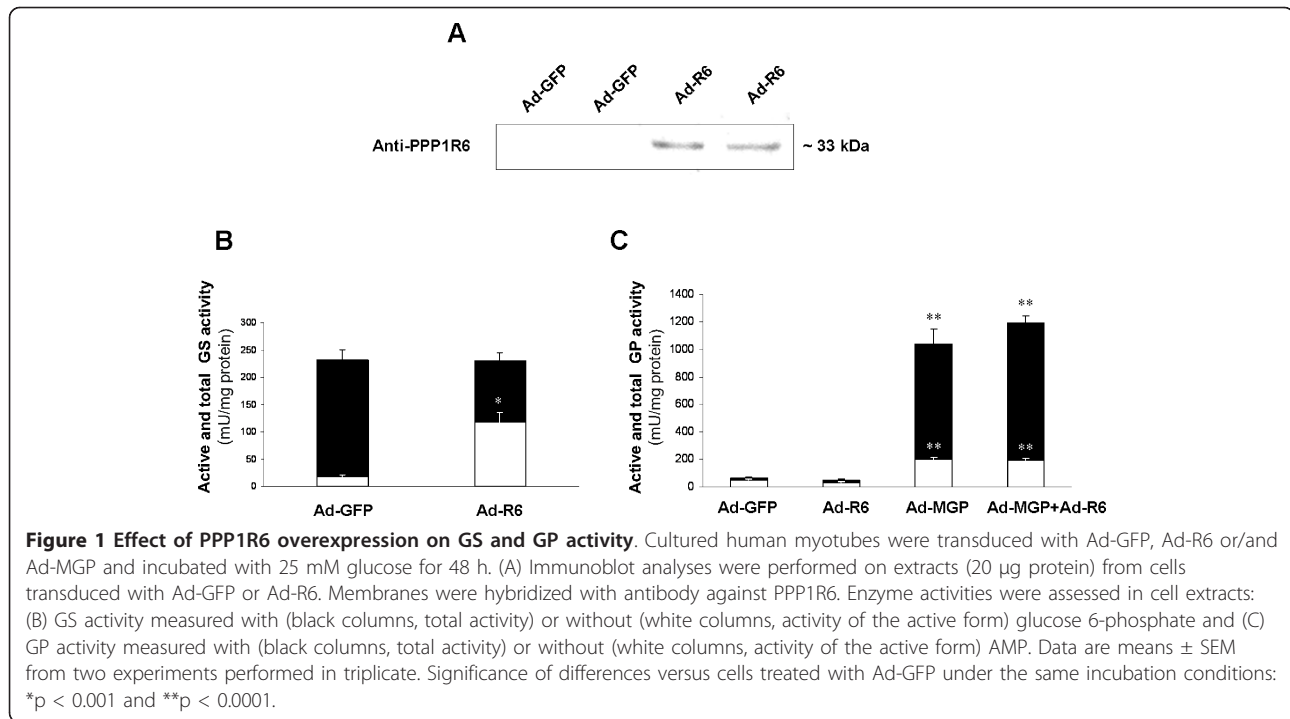 A
Ad-GFP Ad-GFP Ad-R6 Ad-R6
Anti-PPP1R6 ~ 33 kDa
B
C
Active and total GS activity
(mU/mg protein)
300
250
200
150
100
50
0
*
Ad-GFP Ad-R6
Active and total GP activity
(mU/mg protein)
1400
1200
1000
800
600
400
200
0
** **
** **
Ad-GFP Ad-R6 Ad-MGP Ad-MGP+Ad-R6
Figure 1 Effect of PPP1R6 overexpression on GS and GP activity. Cultured human myotubes were transduced with Ad-GFP, Ad-R6 or/and
Ad-MGP and incubated with 25 mM glucose for 48 h. (A) Immunoblot analyses were performed on extracts (20 μg protein) from cells
transduced with Ad-GFP or Ad-R6. Membranes were hybridized with antibody against PPP1R6. Enzyme activities were assessed in cell extracts:
(B) GS activity measured with (black columns, total activity) or without (white columns, activity of the active form) glucose 6-phosphate and (C)
GP activity measured with (black columns, total activity) or without (white columns, activity of the active form) AMP. Data are means ± SEM
from two experiments performed in triplicate. Significance of differences versus cells treated with Ad-GFP under the same incubation conditions:
*p < 0.001 and **p < 0.0001.